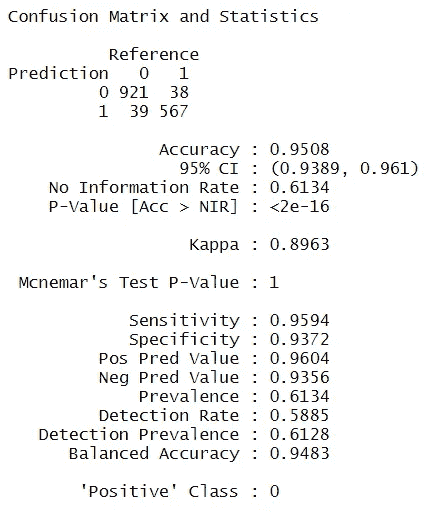 Confusion Matrix and Statistics
Reference
Prediction 0 1
0 921 38
1 39 567
Accuracy : 0.9508
95% CI : (0.9389, 0.961)
No Information Rate : 0.6134
P-Value [Acc > NIR] : <2e-16
Kappa : 0.8963
Mcnemar's Test P-Value : 1
Sensitivity : 0.9594
Specificity : 0.9372
Pos Pred Value : 0.9604
Neg Pred Value : 0.9356
Prevalence : 0.6134
Detection Rate : 0.5885
Detection Prevalence : 0.6128
Balanced Accuracy : 0.9483
'Positive' Class : 0